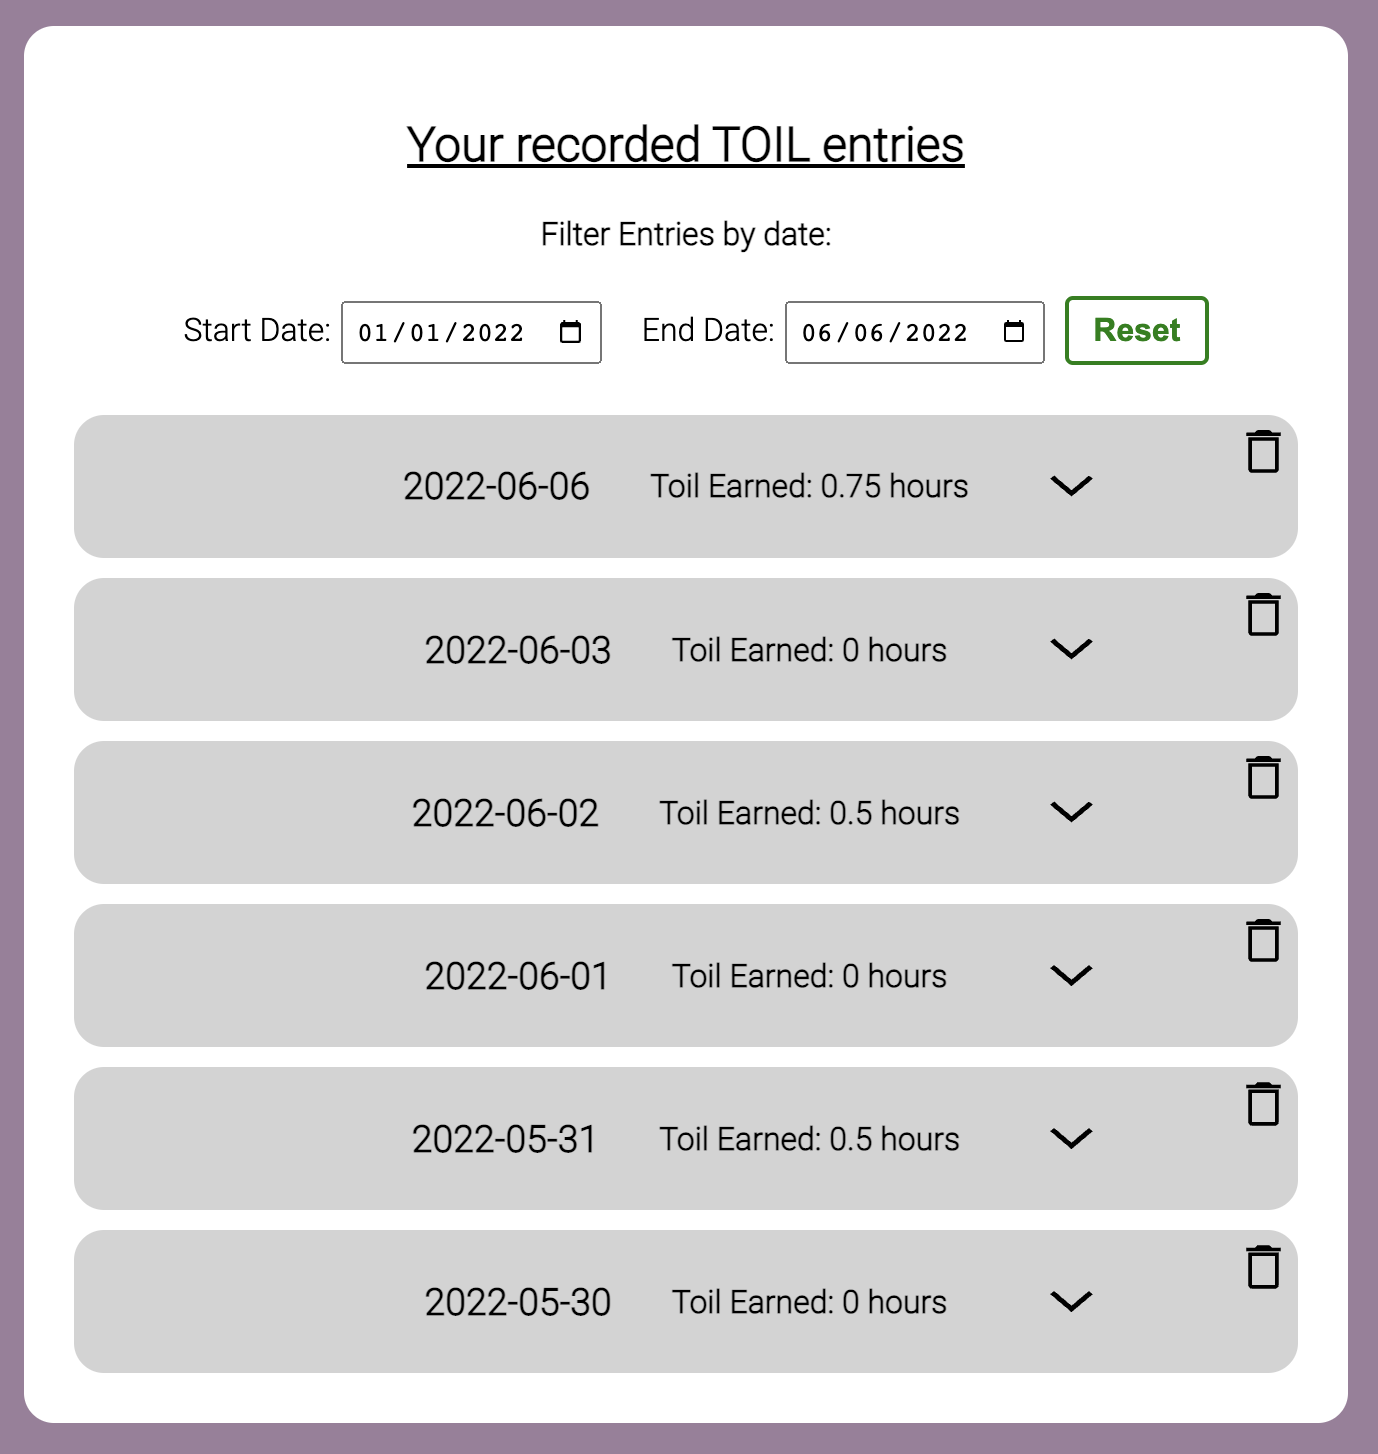 Your recorded TOIL entries
Filter Entries by date:
Start Date: 01/01/2022 End Date: 06/06/2022 Reset
2022-06-06 Toil Earned: 0.75 hours
2022-06-03 Toil Earned: 0 hours
2022-06-02 Toil Earned: 0.5 hours
2022-06-01 Toil Earned: 0 hours
2022-05-31 Toil Earned: 0.5 hours
2022-05-30 Toil Earned: 0 hours